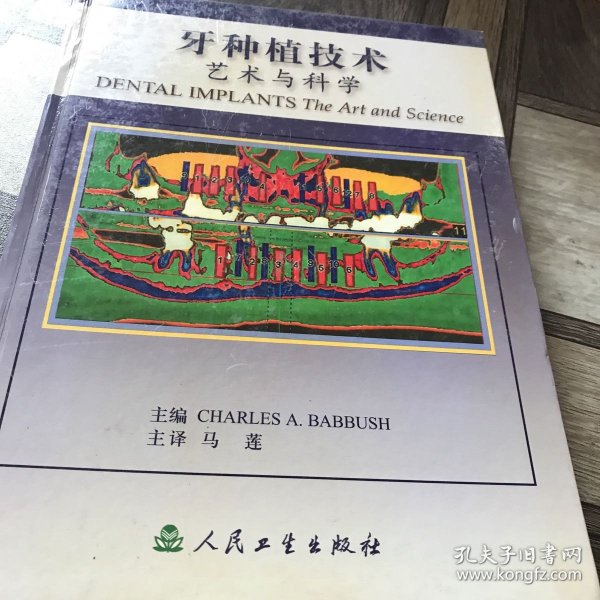 牙种植技术
艺术与科学
DENTAL IMPLANTS The Art and Science
11
主编 CHARLES A. BABBUSH
主译 马 莲
人民卫生出版社
孔夫子旧书网
www.kongfz.com